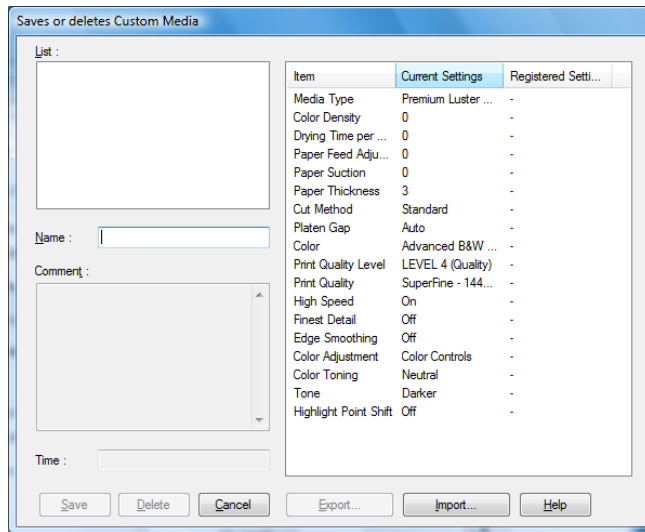 Saves or deletes Custom Media
List :
Name :
Comment :
Time :
Save Delete Cancel
Item Current Settings Registered Setti...
Media Type Premium Luster ... -
Color Density 0 -
Drying Time per ... 0 -
Paper Feed Adju... 0 -
Paper Suction 0 -
Paper Thickness 3 -
Cut Method Standard -
Platen Gap Auto -
Color Advanced B&W ... -
Print Quality Level LEVEL 4 (Quality) -
Print Quality SuperFine - 144... -
High Speed On -
Finest Detail Off -
Edge Smoothing Off -
Color Adjustment Color Controls -
Color Toning Neutral -
Tone Darker -
Highlight Point Shift Off -
Export... Import... Help